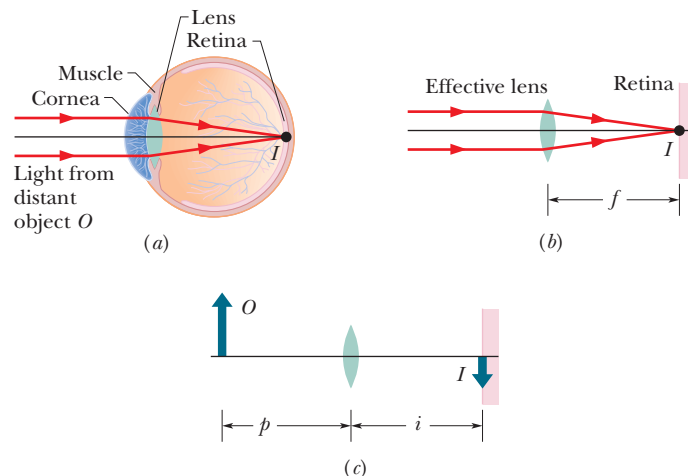 Lens
Retina
Muscle
Cornea
I
Light from
distant
object O
(a)
Effective lens
Retina
I
f
(b)
O
I
p
i
(c)